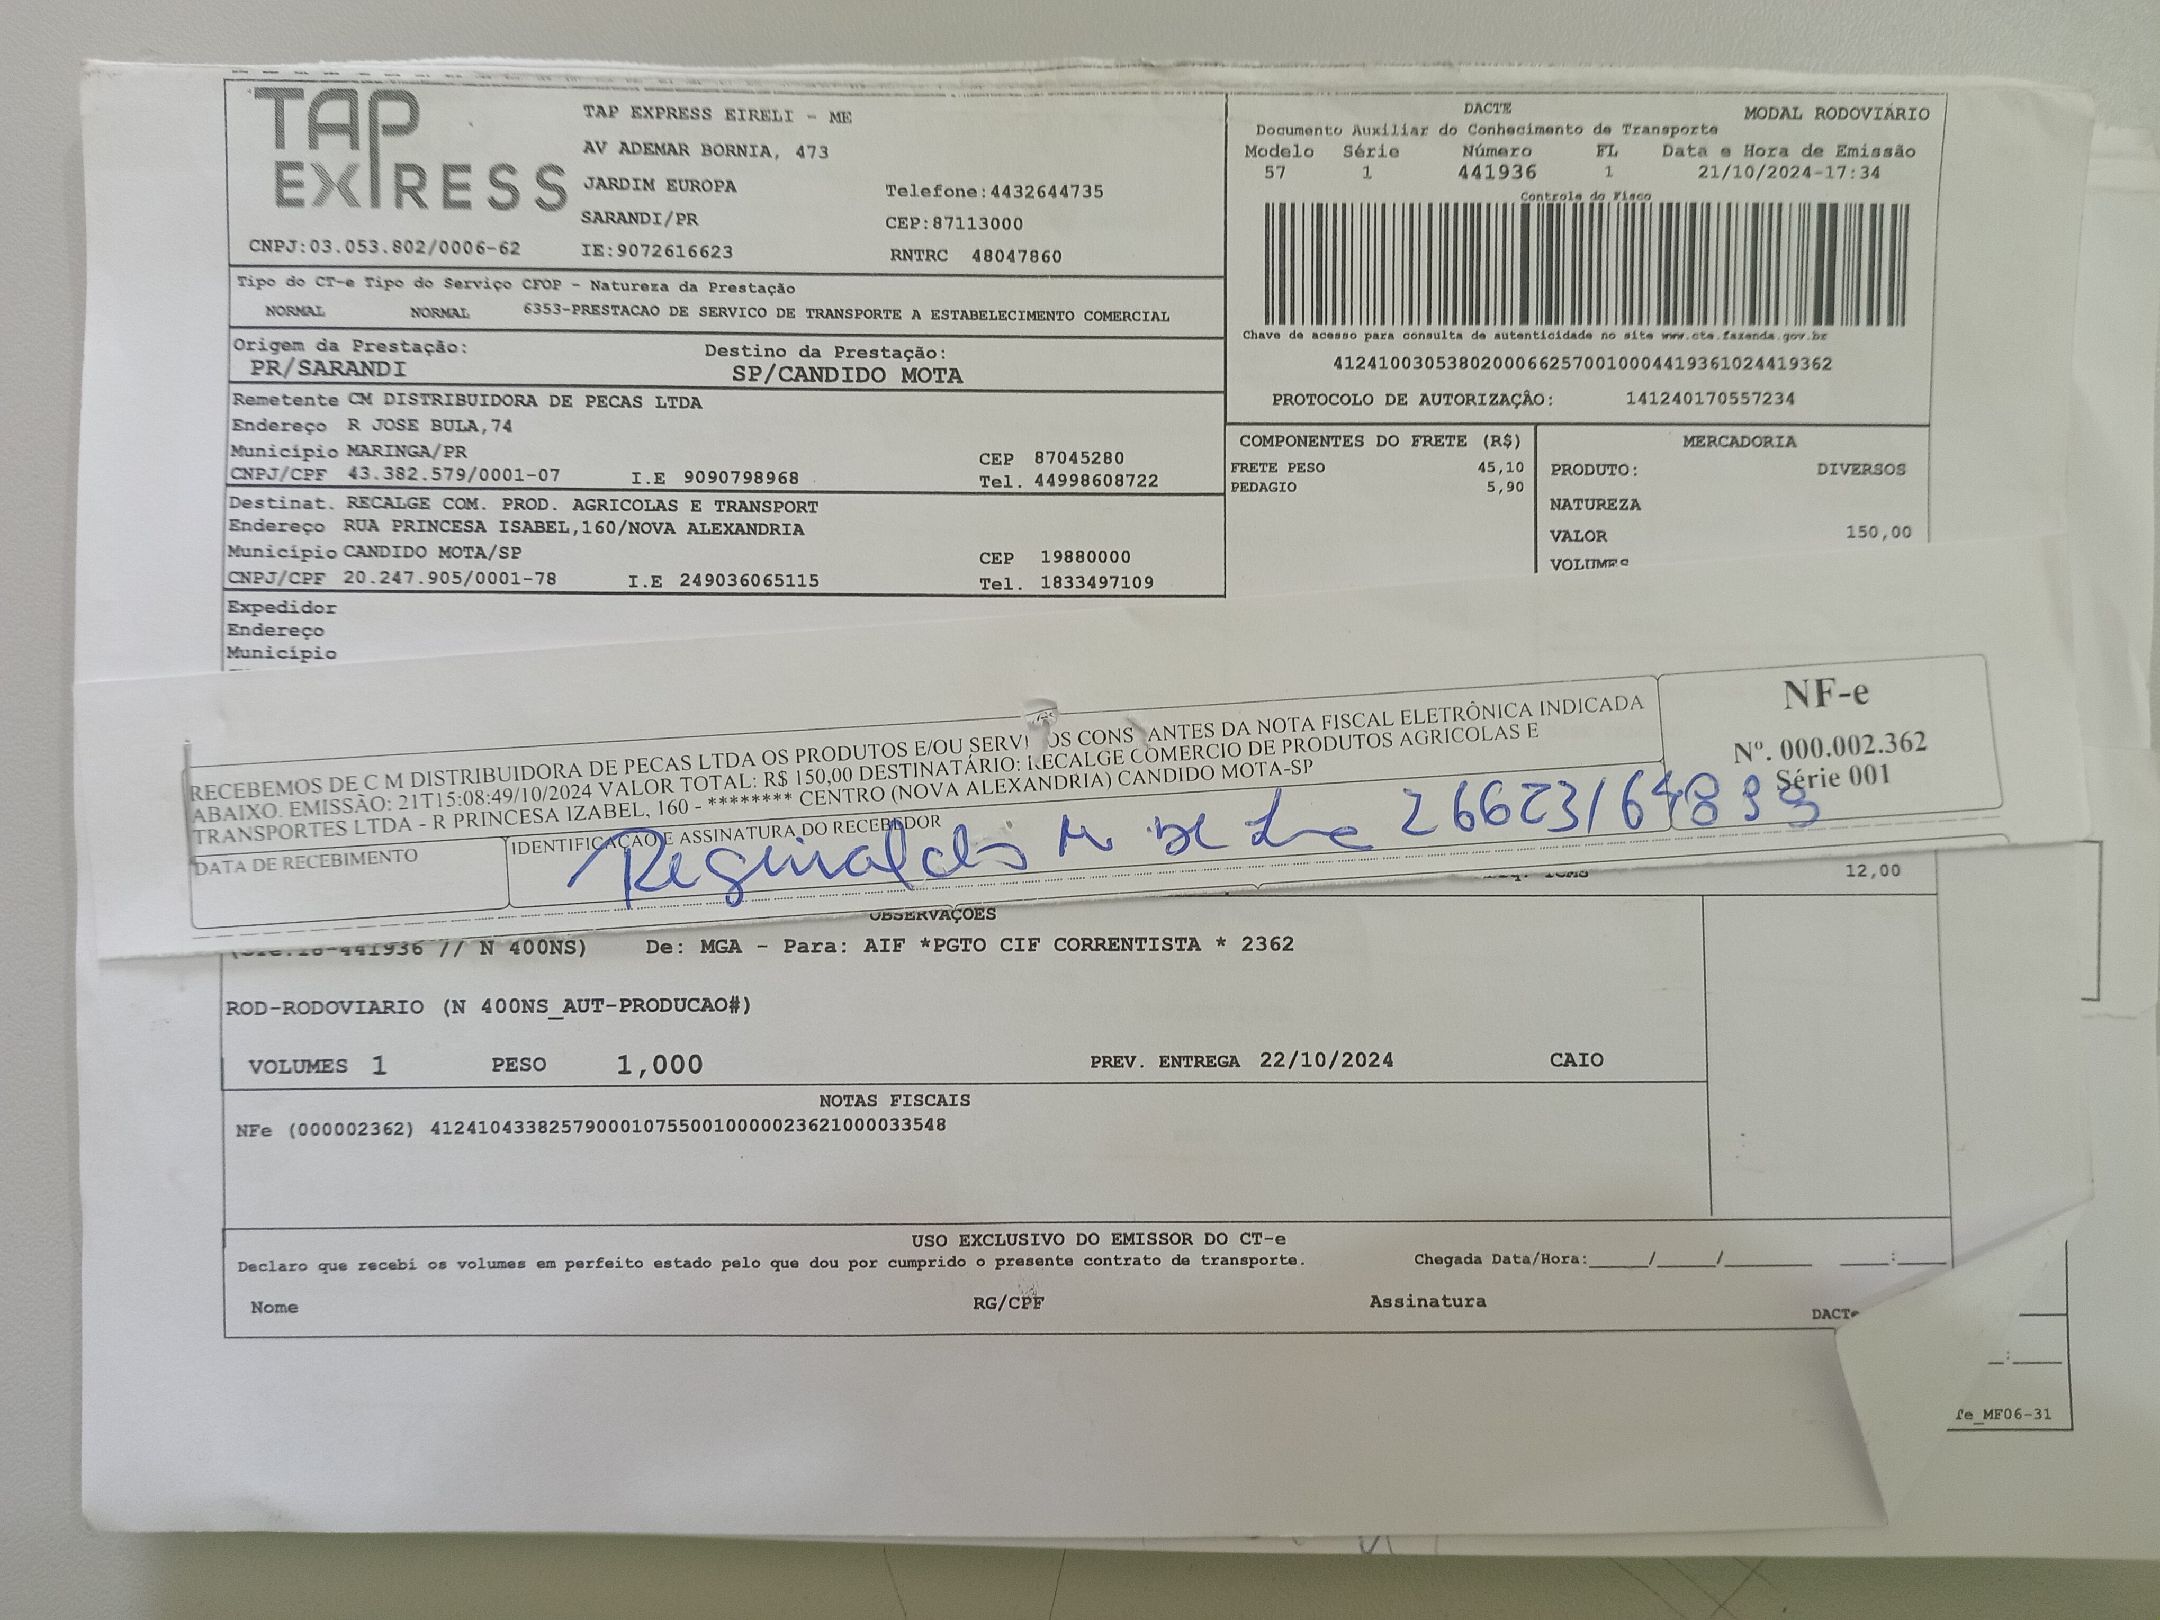 TAP EXPRESS
TAP EXPRESS EIRELI - ME
AV ADEMAR BORNIA, 473
JARDIM EUROPA Telefone:4432644735
SARANDI/PR CEP:87113000
CNPJ:03.053.802/0006-62 IE:9072616623 RNTRC 48047860
DACTE MODAL RODOVIÁRIO
Documento Auxiliar do Conhecimento de Transporte
Modelo Série Número FL Data e Hora de Emissão
57 1 441936 1 21/10/2024-17:34
Controle do Fisco
Chave de acesso para consulta de autenticidade no site www.cte.fazenda.gov.br
41241003053802000662570010004419361024419362
PROTOCOLO DE AUTORIZAÇÂO: 141240170557234
Tipo do CT-e Tipo do Serviço CFOP - Natureza da Prestação
NORMAL NORMAL 6353-PRESTACAO DE SERVICO DE TRANSPORTE A ESTABELECIMENTO COMERCIAL
Origem da Prestação: Destino da Prestação:
PR/SARANDI SP/CANDIDO MOTA
Remetente CM DISTRIBUIDORA DE PECAS LTDA
Endereço R JOSE BULA,74
Município MARINGA/PR CEP 87045280
CNPJ/CPF 43.382.579/0001-07 I.E 9090798968 Tel. 44998608722
Destinat. RECALGE COM. PROD. AGRICOLAS E TRANSPORT
Endereço RUA PRINCESA ISABEL,160/NOVA ALEXANDRIA
Município CANDIDO MOTA/SP CEP 19880000
CNPJ/CPF 20.247.905/0001-78 I.E 249036065115 Tel. 1833497109
Expedidor
Endereço
Município
COMPONENTES DO FRETE (R$)
FRETE PESO 45,10
PEDAGIO 5,90
MERCADORIA
PRODUTO: DIVERSOS
NATUREZA
VALOR 150,00
VOLUMES
RECEBEMOS DE C M DISTRIBUIDORA DE PECAS LTDA OS PRODUTOS E/OU SERVI OS CONS ANTES DA NOTA FISCAL ELETRÔNICA INDICADA
ABAIXO. EMISSÃO: 21T15:08:49/10/2024 VALOR TOTAL: R$ 150,00 DESTINATÁRIO: RECALGE COMERCIO DE PRODUTOS AGRICOLAS E
TRANSPORTES LTDA - R PRINCESA IZABEL, 160 - ******** CENTRO (NOVA ALEXANDRIA) CANDIDO MOTA-SP
DATA DE RECEBIMENTO IDENTIFICAÇÃO E ASSINATURA DO RECEBEDOR
Reginaldo
NF-e
Nº. 000.002.362
Série 001
12,00
OBSERVAÇOES
441936 // N 400NS) De: MGA - Para: AIF *PGTO CIF CORRENTISTA * 2362
ROD-RODOVIARIO (N 400NS_AUT-PRODUCAO#)
VOLUMES 1 PESO 1,000 PREV. ENTREGA 22/10/2024 CAIO
NOTAS FISCAIS
NFe (000002362) 41241043382579000107550010000023621000033548
USO EXCLUSIVO DO EMISSOR DO CT-e
Declaro que recebi os volumes em perfeito estado pelo que dou por cumprido o presente contrato de transporte. Chegada Data/Hora:_____/_____/_______ ____:____
Nome RG/CPF Assinatura
DACTe
fe_MF06-31